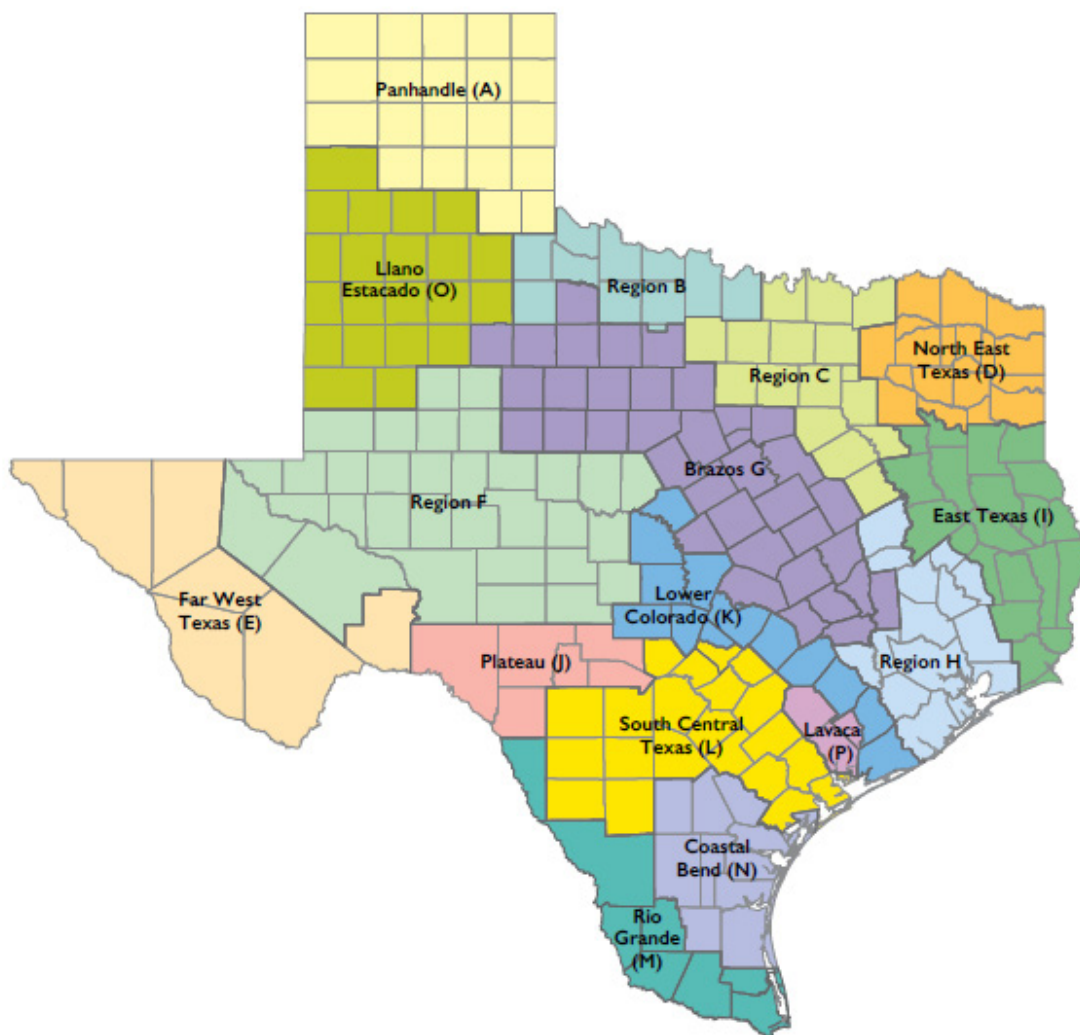 Panhandle (A)
Llano
Estacado (O)
Region B
Region C
North East
Texas (D)
Brazos G
Region F
East Texas (I)
Far West
Texas (E)
Lower
Colorado (K)
Plateau (J)
Region H
South Central
Texas (L)
Lavaca
(P)
Coastal
Bend (N)
Rio
Grande
(M)